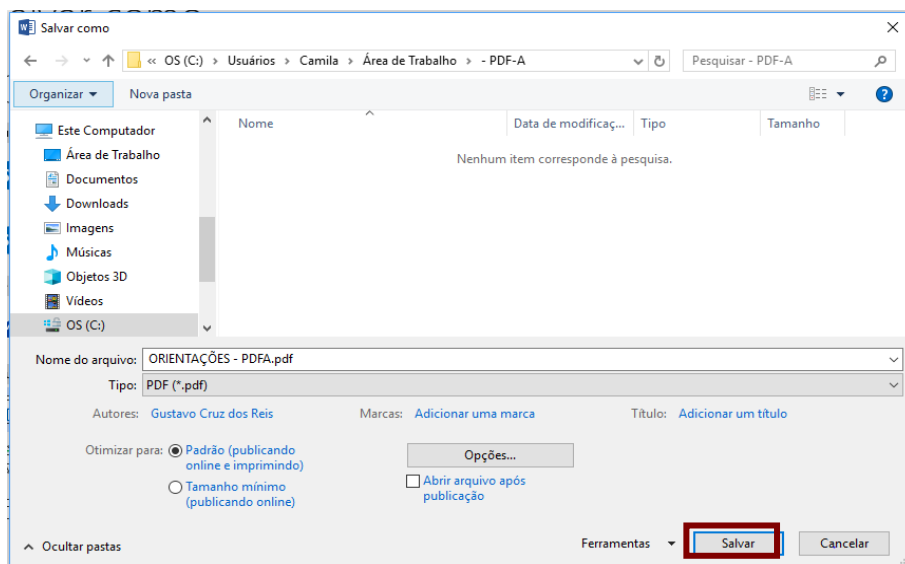 Salvar como
« OS (C:) › Usuários › Camila › Área de Trabalho › - PDF-A
Pesquisar - PDF-A
Organizar
Nova pasta
Este Computador
Área de Trabalho
Documentos
Downloads
Imagens
Músicas
Objetos 3D
Vídeos
OS (C:)
Nome Data de modificaç... Tipo Tamanho
Nenhum item corresponde à pesquisa.
Nome do arquivo: ORIENTAÇÕES - PDFA.pdf
Tipo: PDF (*.pdf)
Autores: Gustavo Cruz dos Reis Marcas: Adicionar uma marca Título: Adicionar um título
Otimizar para: Padrão (publicando
online e imprimindo)
Tamanho mínimo
(publicando online)
Opções...
Abrir arquivo após
publicação
Ocultar pastas
Ferramentas Salvar Cancelar